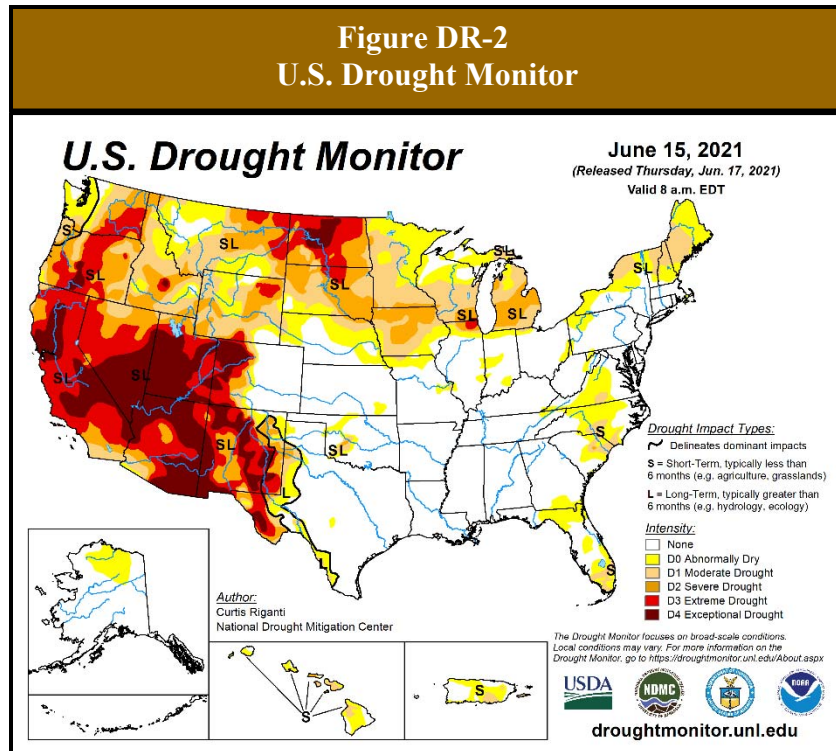 Figure DR-2
U.S. Drought Monitor
U.S. Drought Monitor
June 15, 2021
(Released Thursday, Jun. 17, 2021)
Valid 8 a.m. EDT
SL
SL
SL
SL
SL
SL
SL
SL
SL
SL
SL
SL
L
L
S
S
Drought Impact Types:
Delineates dominant impacts
S = Short-Term, typically less than
6 months (e.g. agriculture, grasslands)
L = Long-Term, typically greater than
6 months (e.g. hydrology, ecology)
Intensity:
None
D0 Abnormally Dry
D1 Moderate Drought
D2 Severe Drought
D3 Extreme Drought
D4 Exceptional Drought
Author:
Curtis Riganti
National Drought Mitigation Center
S
S
The Drought Monitor focuses on broad-scale conditions.
Local conditions may vary. For more information on the
Drought Monitor, go to https://droughtmonitor.unl.edu/About.aspx
USDA
NDMC
NOAA
droughtmonitor.unl.edu